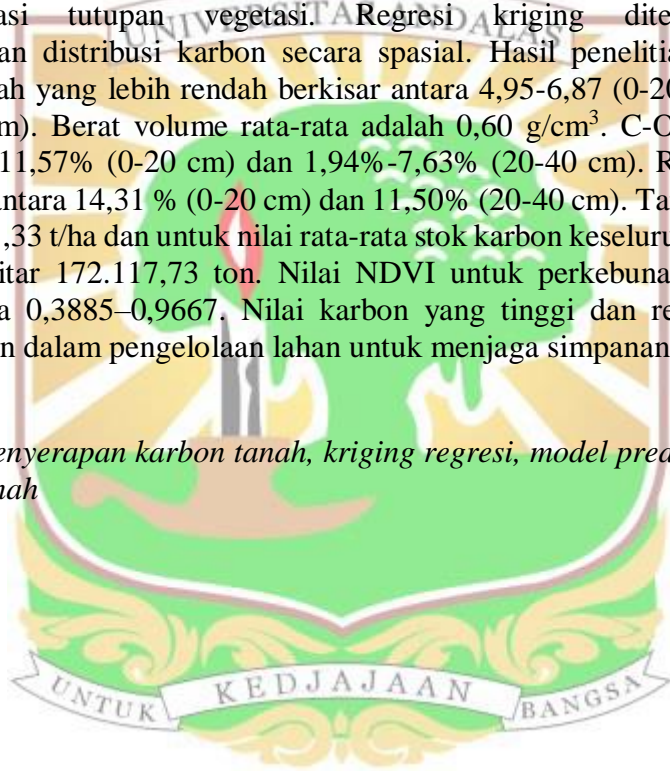 asi tutupan vegetasi. Regresi kriging dite
UNIVERSITAS ANDALAS
an distribusi karbon secara spasial. Hasil penelitia
ah yang lebih rendah berkisar antara 4,95-6,87 (0-20
m). Berat volume rata-rata adalah 0,60 g/cm³. C-O
11,57% (0-20 cm) dan 1,94%-7,63% (20-40 cm). R
antara 14,31 % (0-20 cm) dan 11,50% (20-40 cm). Ta
,33 t/ha dan untuk nilai rata-rata stok karbon keseluru
itar 172.117,73 ton. Nilai NDVI untuk perkebuna
a 0,3885–0,9667. Nilai karbon yang tinggi dan re
n dalam pengelolaan lahan untuk menjaga simpanan
enyerapan karbon tanah, kriging regresi, model pred
nah
UNTUK KEDJAJAAN BANGSA